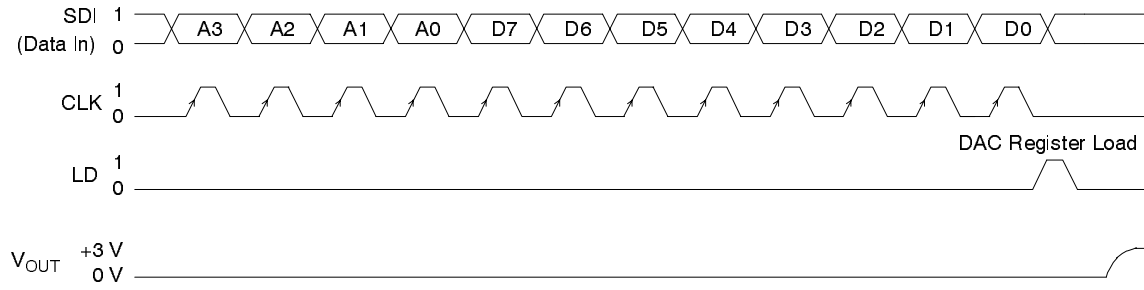 SDI 1
(Data In) 0
A3 A2 A1 A0 D7 D6 D5 D4 D3 D2 D1 D0
CLK 1
0
DAC Register Load
LD 1
0
VOUT +3 V
0 V